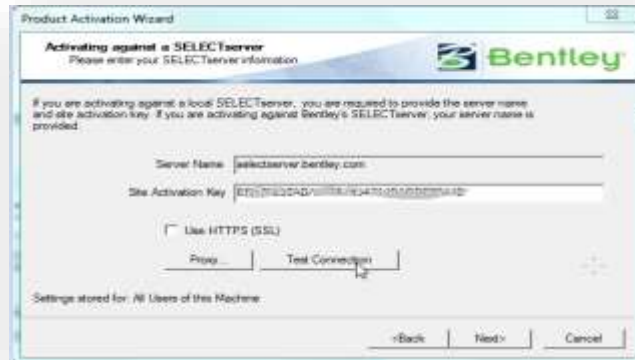 Product Activation Wizard
Activating against a SELECTserver
Please enter your SELECTserver information
Bentley
If you are activating against a local SELECTserver, you are required to provide the server name
and site activation key. If you are activating against Bentley's SELECTserver, your server name is
provided.
Server Name selectserver.bentley.com
Site Activation Key
Use HTTPS (SSL)
Proxy... Test Connection
Settings stored for: All Users of this Machine
<Back Next> Cancel